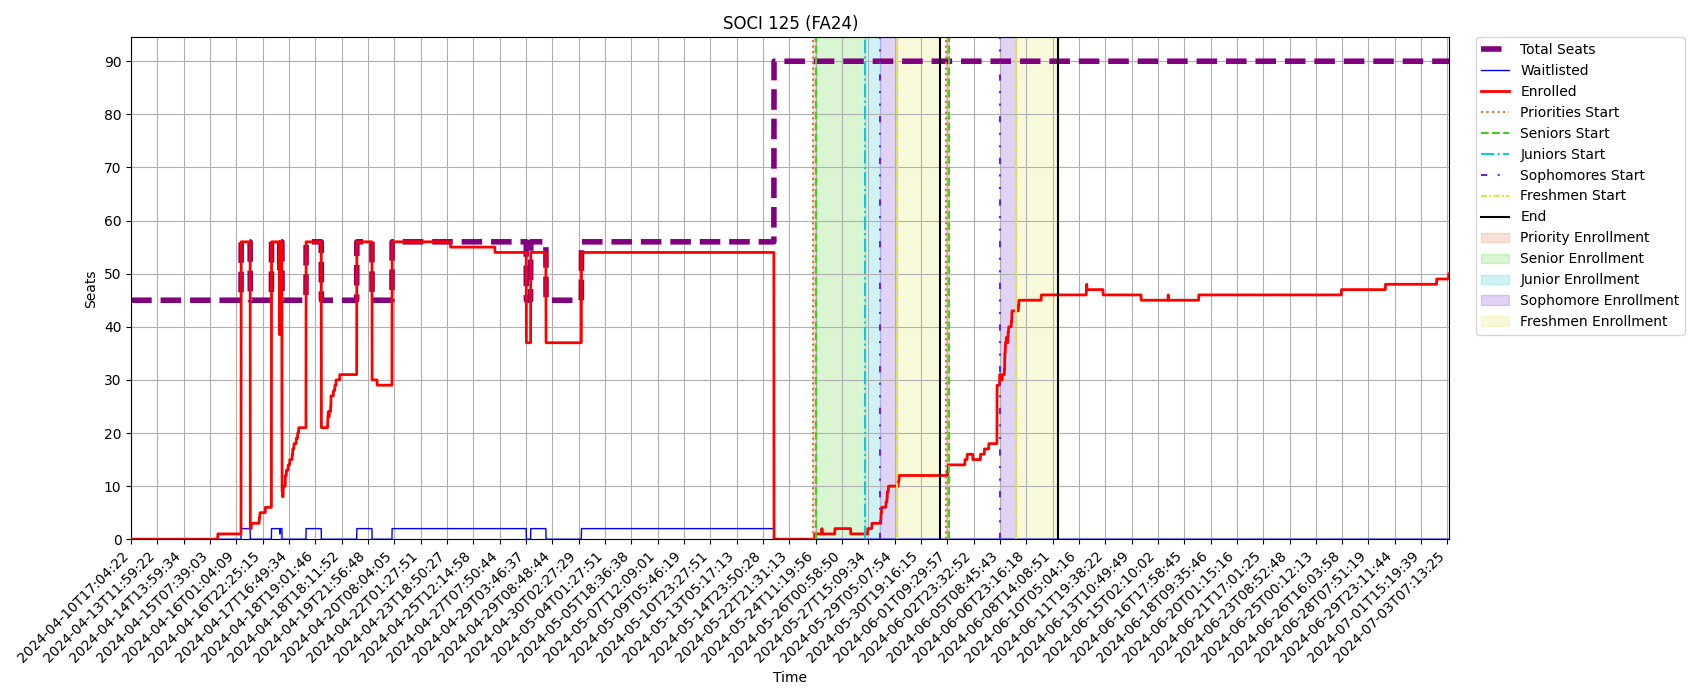 SOCI 125 (FA24)
90
80
70
60
50
40
30
20
10
0
Seats
2024-04-10T17:04:22
2024-04-13T11:59:22
2024-04-14T13:59:34
2024-04-15T07:39:03
2024-04-16T01:04:09
2024-04-16T22:25:15
2024-04-17T16:49:34
2024-04-18T19:01:46
2024-04-18T18:11:52
2024-04-19T21:56:48
2024-04-20T08:04:05
2024-04-22T01:27:51
2024-04-23T18:50:27
2024-04-25T12:14:58
2024-04-27T07:50:44
2024-04-29T03:46:37
2024-04-29T08:48:44
2024-04-30T02:27:29
2024-05-04T01:27:51
2024-05-05T18:36:38
2024-05-07T12:09:01
2024-05-09T05:46:19
2024-05-10T23:27:51
2024-05-13T05:17:13
2024-05-14T23:50:28
2024-05-22T21:31:13
2024-05-24T11:19:56
2024-05-26T00:58:50
2024-05-27T15:09:34
2024-05-29T05:07:54
2024-05-30T16:16:15
2024-06-01T09:29:57
2024-06-02T23:32:52
2024-06-05T08:45:43
2024-06-06T23:16:18
2024-06-08T14:08:51
2024-06-10T05:04:16
2024-06-11T19:38:22
2024-06-13T10:49:49
2024-06-15T02:10:02
2024-06-16T17:58:45
2024-06-18T09:35:46
2024-06-20T01:15:16
2024-06-21T17:01:25
2024-06-23T08:52:48
2024-06-25T00:12:13
2024-06-26T16:03:58
2024-06-28T07:51:19
2024-06-29T23:11:44
2024-07-01T15:19:39
2024-07-03T07:13:25
Time
Total Seats
Waitlisted
Enrolled
Priorities Start
Seniors Start
Juniors Start
Sophomores Start
Freshmen Start
End
Priority Enrollment
Senior Enrollment
Junior Enrollment
Sophomore Enrollment
Freshmen Enrollment